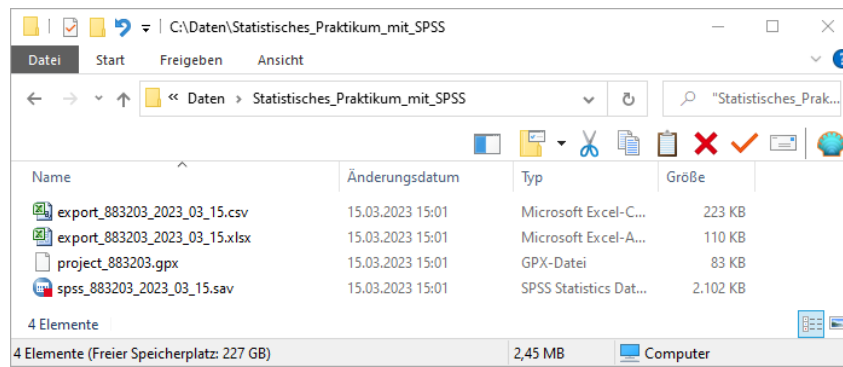 C:\Daten\Statistisches_Praktikum_mit_SPSS
Datei Start Freigeben Ansicht
« Daten › Statistisches_Praktikum_mit_SPSS "Statistisches_Prak...
Name Änderungsdatum Typ Größe
export_883203_2023_03_15.csv 15.03.2023 15:01 Microsoft Excel-C... 223 KB
export_883203_2023_03_15.xlsx 15.03.2023 15:01 Microsoft Excel-A... 110 KB
project_883203.gpx 15.03.2023 15:01 GPX-Datei 83 KB
spss_883203_2023_03_15.sav 15.03.2023 15:01 SPSS Statistics Dat... 2.102 KB
4 Elemente
4 Elemente (Freier Speicherplatz: 227 GB) 2,45 MB Computer